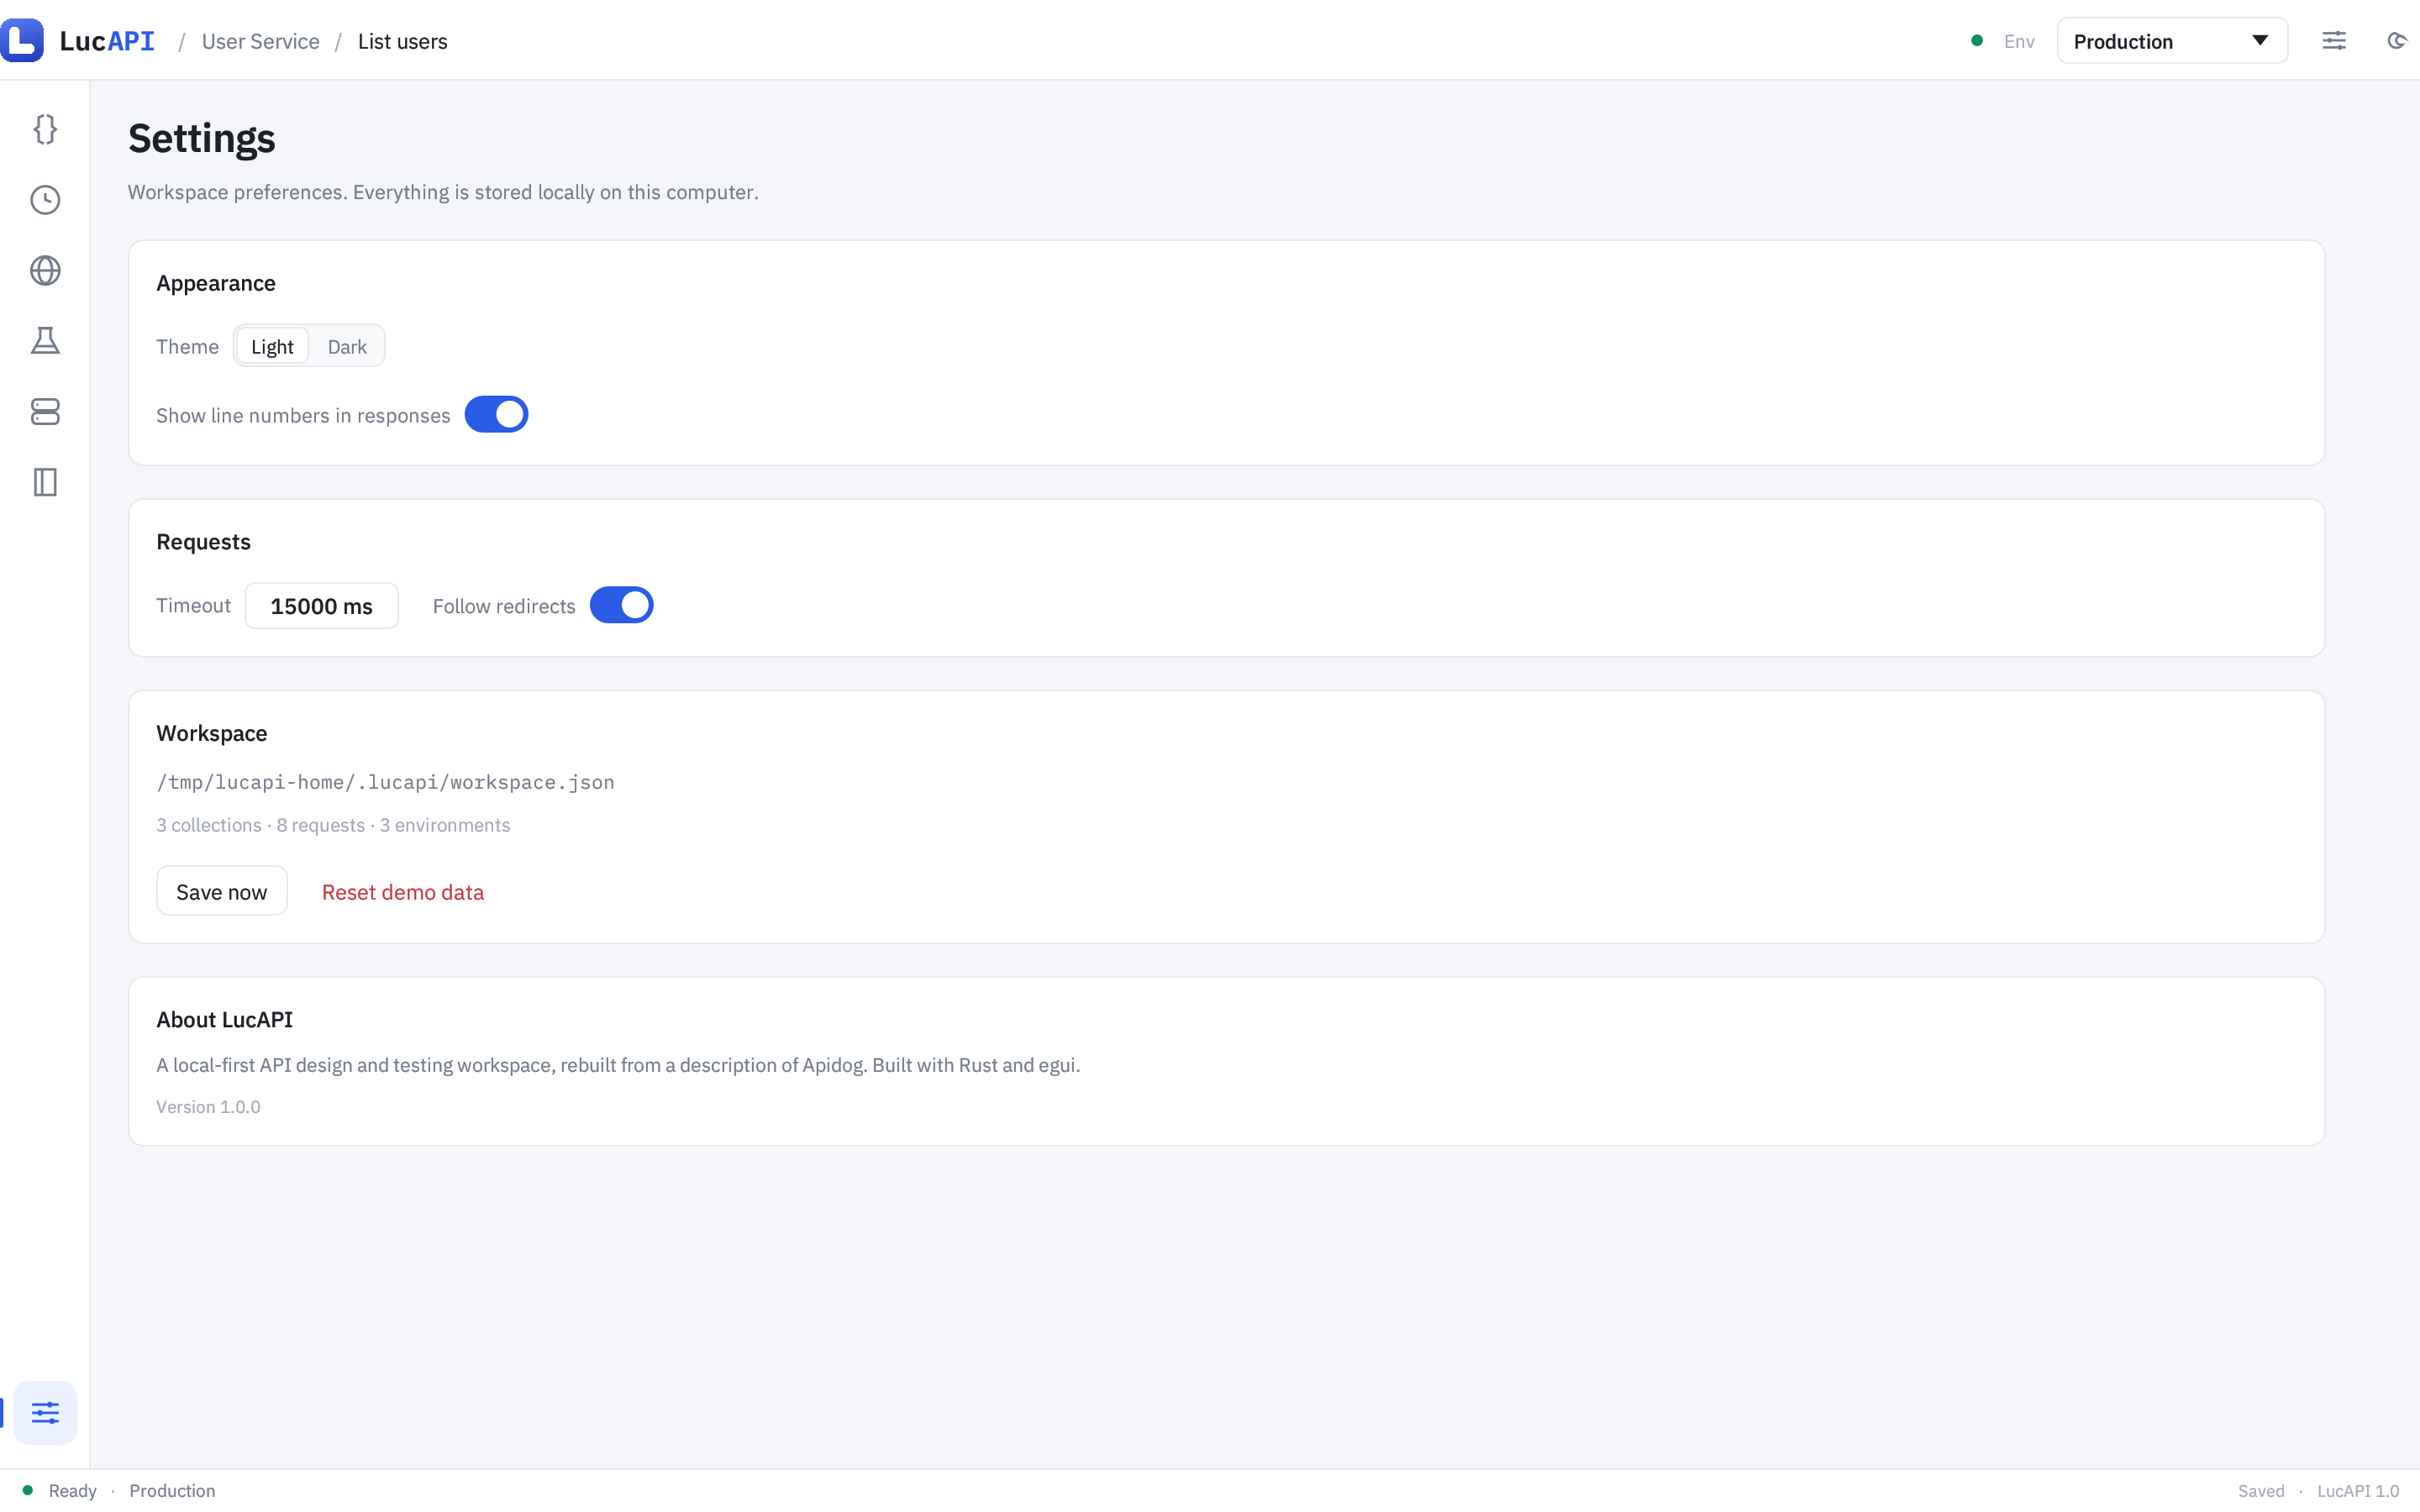 LucAPI / User Service / List users Env Production
Settings
Workspace preferences. Everything is stored locally on this computer.
Appearance
Theme Light Dark
Show line numbers in responses
Requests
Timeout 15000 ms Follow redirects
Workspace
/tmp/lucapi-home/.lucapi/workspace.json
3 collections · 8 requests · 3 environments
Save now Reset demo data
About LucAPI
A local-first API design and testing workspace, rebuilt from a description of Apidog. Built with Rust and egui.
Version 1.0.0
Ready · Production Saved · LucAPI 1.0